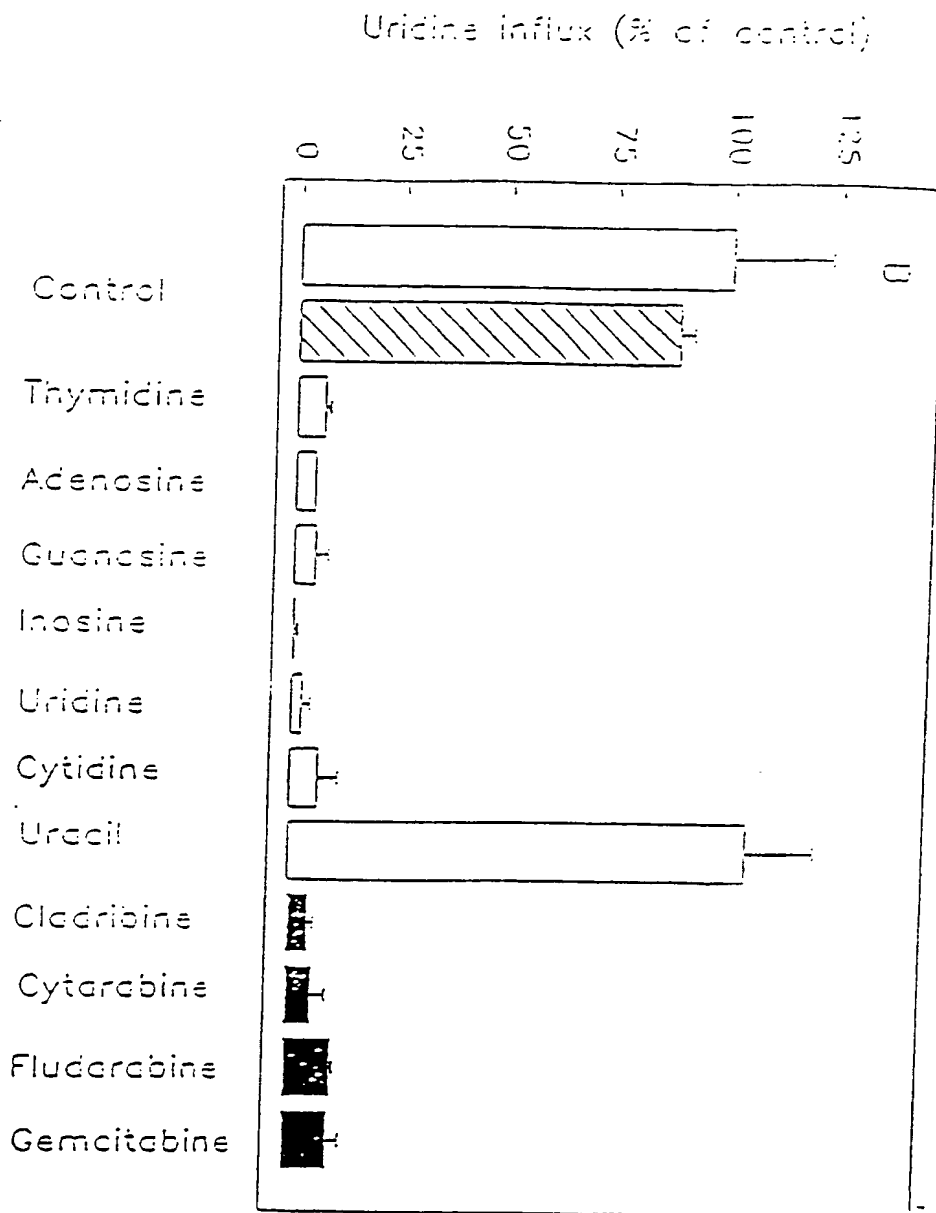 Uridine influx (% of control)
0
25
50
75
100
125
Control
Thymidine
Adenosine
Guanosine
Inosine
Uridine
Cytidine
Uracil
Cladribine
Cytarabine
Fludarabine
Gemcitabine